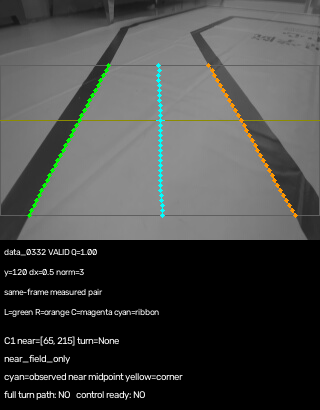 data_0332 VALID Q=1.00
y=120 dx=0.5 norm=3
same-frame measured pair
L=green R=orange C=magenta cyan=ribbon
C1 near=[65, 215] turn=None
near_field_only
cyan=observed near midpoint yellow=corner
full turn path: NO control ready: NO